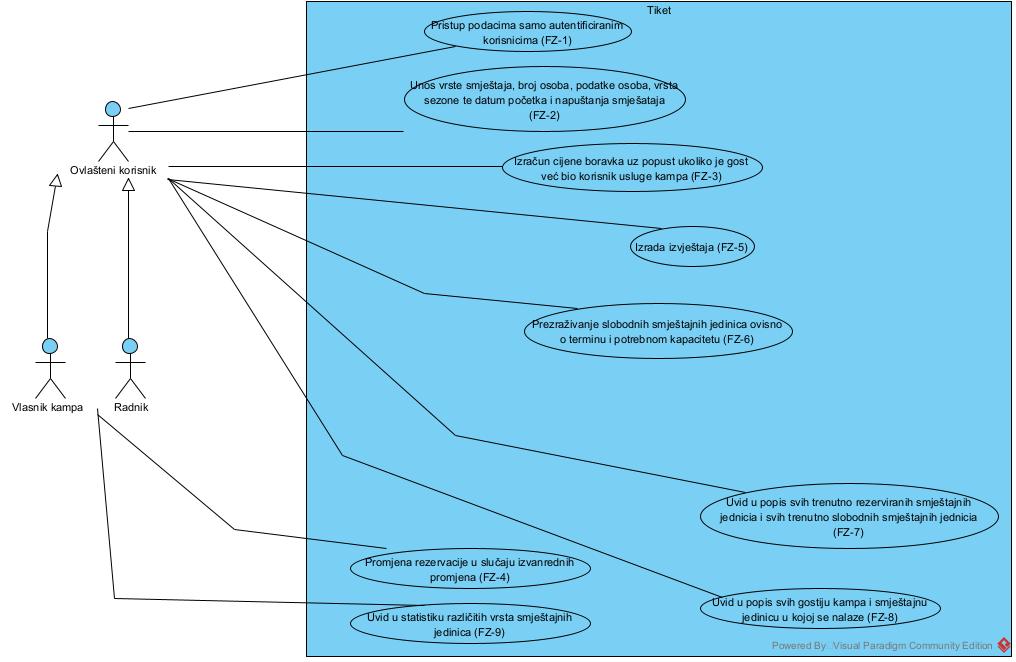 Tiket
Pristup podacima samo autentificiranim
korisnicima (FZ-1)
Unos vrste smještaja, broj osoba, podatke osoba, vrsta
sezone te datum početka i napuštanja smješataja
(FZ-2)
Ovlašteni korisnik
Izračun cijene boravka uz popust ukoliko je gost
već bio korisnik usluge kampa (FZ-3)
Izrada izvještaja (FZ-5)
Prezraživanje slobodnih smještajnih jedinica ovisno
o terminu i potrebnom kapacitetu (FZ-6)
Vlasnik kampa
Radnik
Uvid u popis svih trenutno rezerviranih smještajnih
jednicia i svih trenutno slobodnih smještajnih jednicia
(FZ-7)
Promjena rezervacije u slučaju izvanrednih
promjena (FZ-4)
Uvid u popis svih gostiju kampa i smještajnu
jedinicu u kojoj se nalaze (FZ-8)
Uvid u statistiku različitih vrsta smještajnih
jedinica (FZ-9)
Powered By Visual Paradigm Community Edition